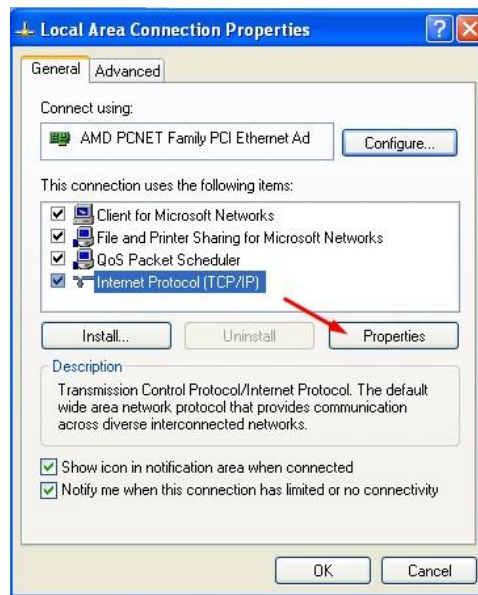 Local Area Connection Properties
General Advanced
Connect using:
AMD PCNET Family PCI Ethernet Ad Configure...
This connection uses the following items:
Client for Microsoft Networks
File and Printer Sharing for Microsoft Networks
QoS Packet Scheduler
Internet Protocol (TCP/IP)
Install... Uninstall Properties
Description
Transmission Control Protocol/Internet Protocol. The default
wide area network protocol that provides communication
across diverse interconnected networks.
Show icon in notification area when connected
Notify me when this connection has limited or no connectivity
OK Cancel